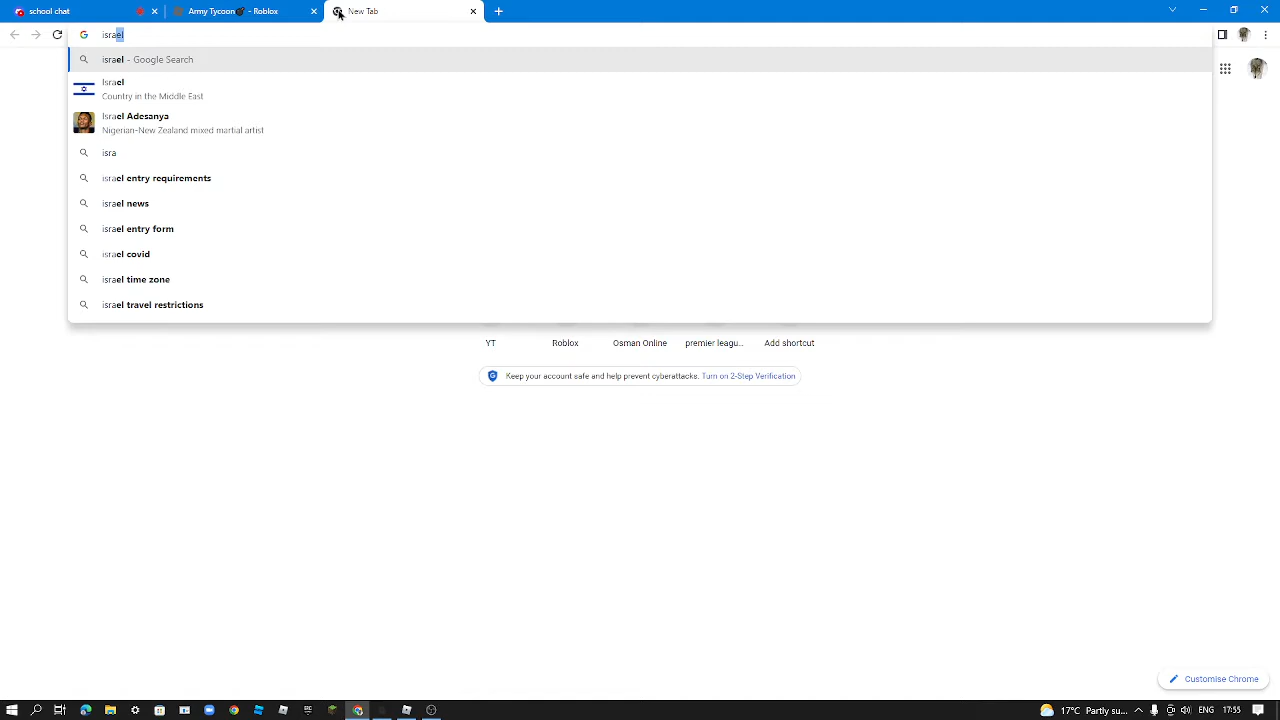 school chat
Army Tycoon - Roblox
New Tab
israel
israel - Google Search
Israel
Country in the Middle East
Israel Adesanya
Nigerian-New Zealand mixed martial artist
isra
israel entry requirements
israel news
israel entry form
israel covid
israel time zone
israel travel restrictions
YT Roblox Osman Online premier leagu... Add shortcut
Keep your account safe and help prevent cyberattacks. Turn on 2-Step Verification
Customise Chrome
17°C Partly su... ENG 17:55